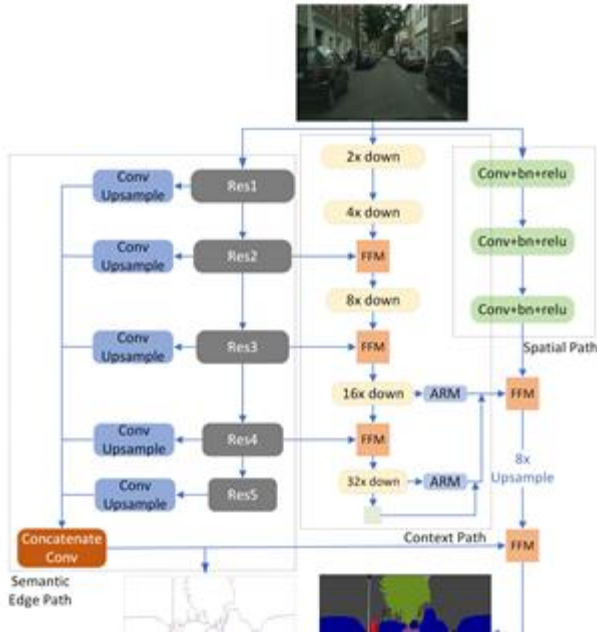 2x down
Conv
Upsample
Res1
Conv+bn+relu
4x down
Conv
Upsample
Res2
FFM
Conv+bn+relu
8x down
Conv+bn+relu
Conv
Upsample
Res3
FFM
Spatial Path
16x down
ARM
FFM
Conv
Upsample
Res4
FFM
8x
Upsample
32x down
ARM
Conv
Upsample
Res5
Concatenate
Conv
Context Path
FFM
Semantic
Edge Path